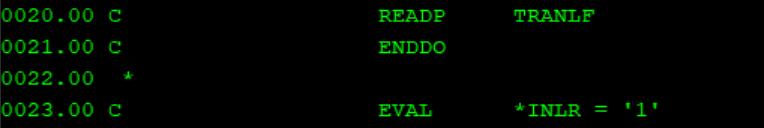 0020.00 C                       READP     TRANLF
0021.00 C                       ENDDO
0022.00  *
0023.00 C                       EVAL      *INLR = '1'